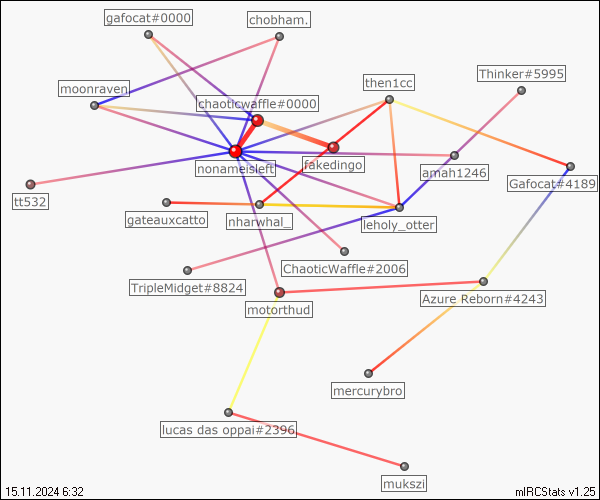 gafocat#0000
chobham.
then1cc
Thinker#5995
moonraven
chaoticwaffle#0000
nonameisleft
fakedingo
amah1246
Gafocat#4189
tt532
gateauxcatto
nharwhal_
leholy_otter
ChaoticWaffle#2006
TripleMidget#8824
motorthud
Azure Reborn#4243
mercurybro
lucas das oppai#2396
mukszi
15.11.2024 6:32
mIRCStats v1.25